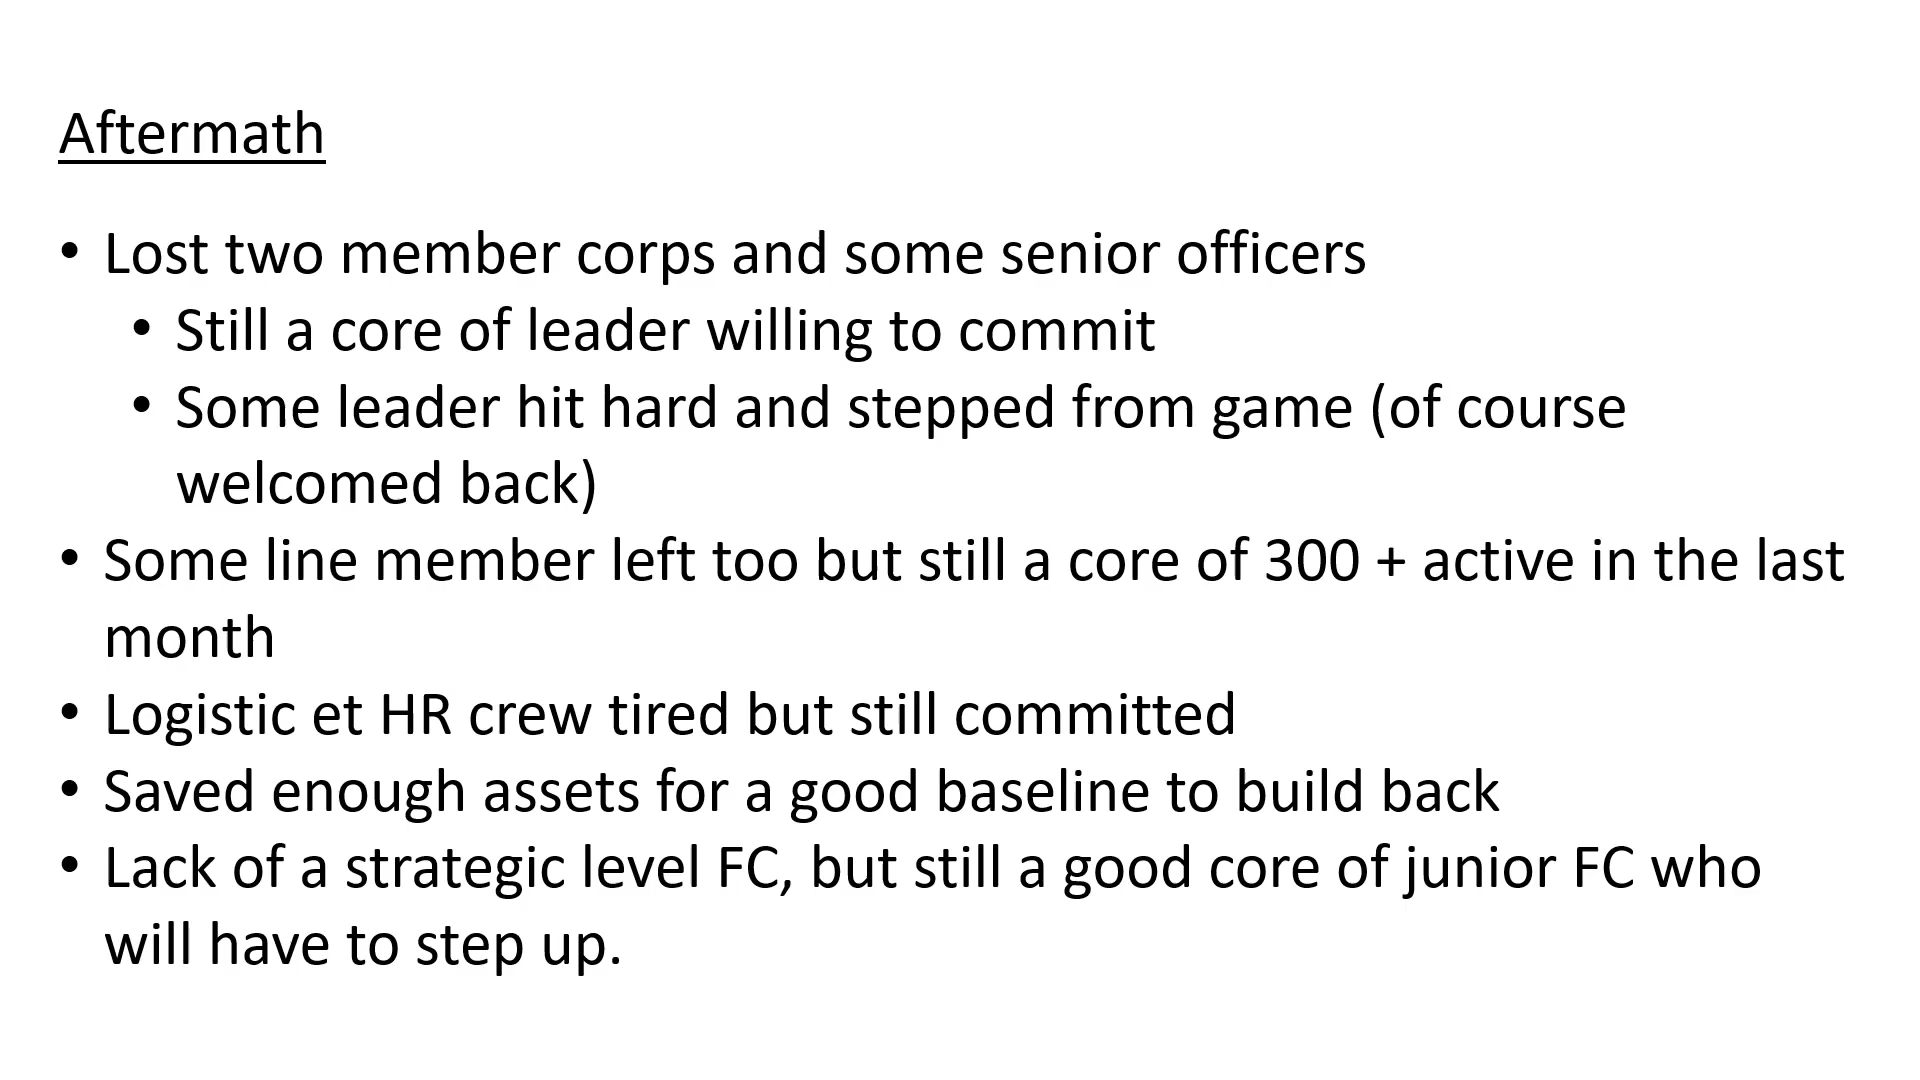 Aftermath
• Lost two member corps and some senior officers
• Still a core of leader willing to commit
• Some leader hit hard and stepped from game (of course
welcomed back)
• Some line member left too but still a core of 300 + active in the last
month
• Logistic et HR crew tired but still committed
• Saved enough assets for a good baseline to build back
• Lack of a strategic level FC, but still a good core of junior FC who
will have to step up.